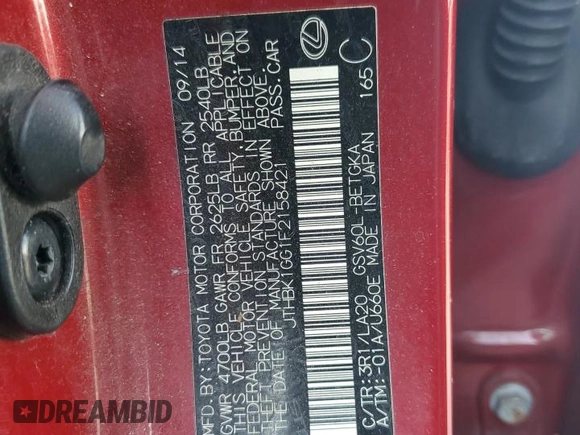 MFD.BY:TOYOTA MOTOR CORPORATION 09/14
GVWR 4700LB GAWR FR 2625LB RR 2540LB
THIS VEHICLE CONFORMS TO ALL APPLICABLE
FEDERAL MOTOR VEHICLE SAFETY, BUMPER, AND
THEFT PREVENTION STANDARDS IN EFFECT ON
THE DATE OF MANUFACTURE SHOWN ABOVE.
JTHBK1GG1F2158421 PASS.CAR
C/TR:3R1/LA20 GSV60L-BETGKA
A/TM:-01A/U660E MADE IN JAPAN 165
C
DREAMBID